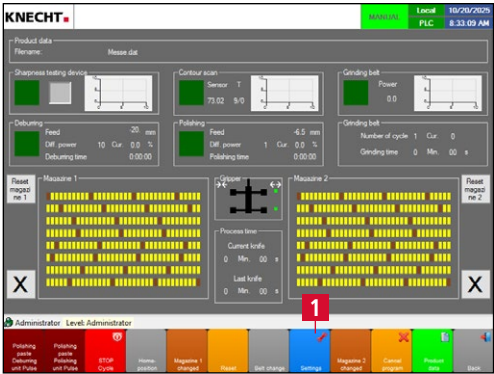 KNECHT
MANUAL
Local
10/20/2025
PLC
8:33:09 AM
Product data
Filename:
Messe.dat
Sharpness testing device
Contour scan
Sensor T
73.02 9/0
Grinding belt
Power
0.0
Deburring
Feed -20 mm
Diff. power 10 Cur. 0.0 %
Deburring time 0:00:00
Polishing
Feed -6.5 mm
Diff. power 1 Cur. 0.0 %
Polishing time 0:00:00
Grinding belt
Number of cycle 1 Cur. 0
Grinding time 0 Min. 00 s
Reset
magazi
ne 1
Magazine 1
Gripper
Magazine 2
Reset
magazi
ne 2
Process time
Current knife
0 Min. 00 s
Last knife
0 Min. 00 s
X
X
1
Administrator Level: Administrator
Polishing
paste
Deburring
unit Pulse
Polishing
paste
Polishing
unit Pulse
STOP
Cycle
Home-
position
Magazine 1
changed
Reset
Belt change
Settings
Magazine 2
changed
Cancel
program
Product
data
Back